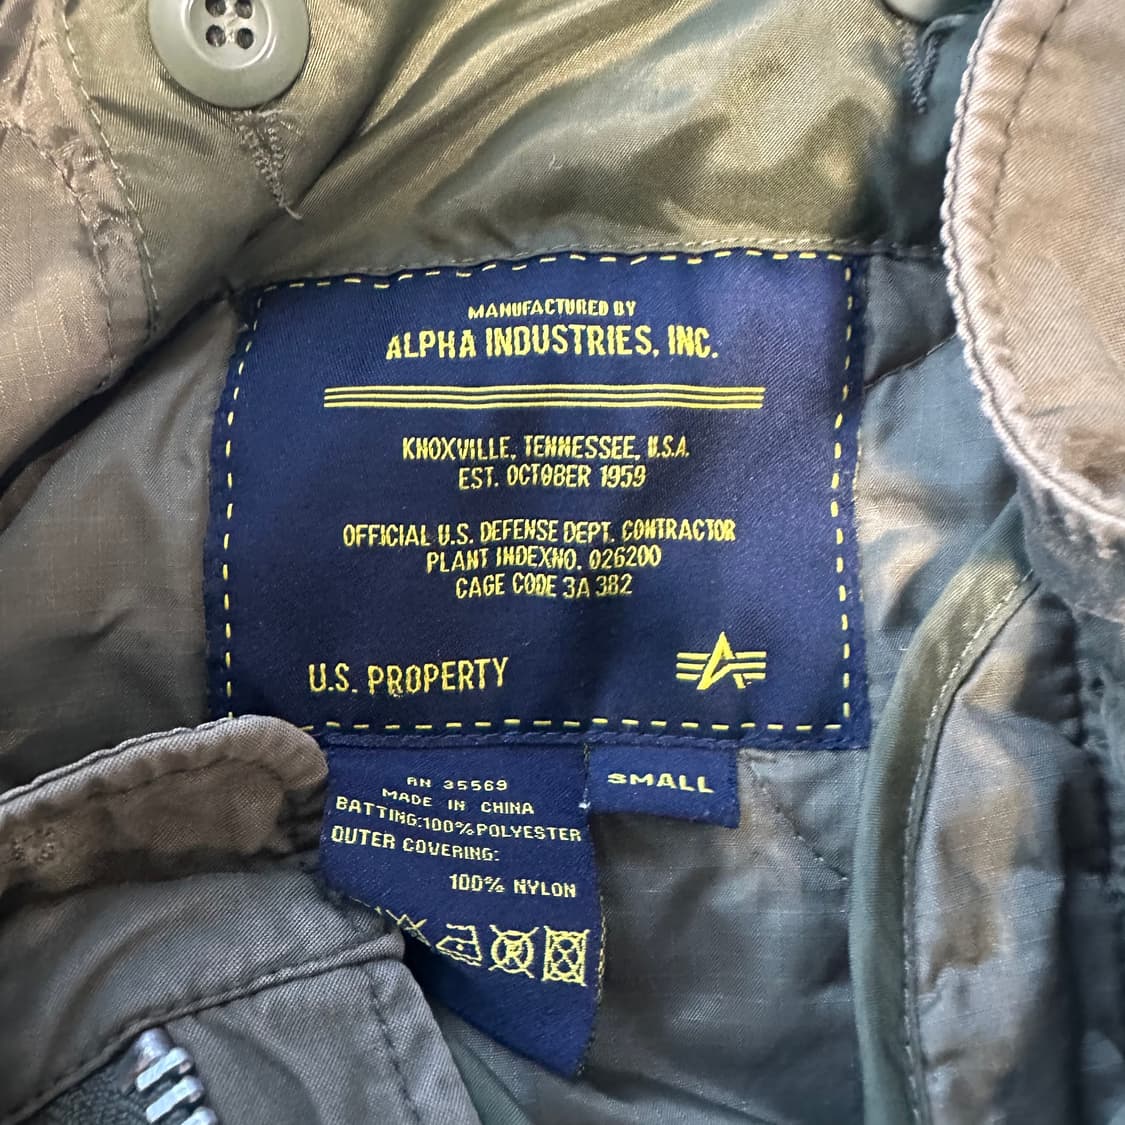 MANUFACTURED BY
ALPHA INDUSTRIES, INC.
KNOXVILLE, TENNESSEE, U.S.A.
EST. OCTOBER 1959
OFFICIAL U.S. DEFENSE DEPT. CONTRACTOR
PLANT INDEXNO. 026200
CAGE CODE 3A 382
U.S. PROPERTY
SMALL
RN 35569
MADE IN CHINA
BATTING:100%POLYESTER
OUTER COVERING:
100% NYLON